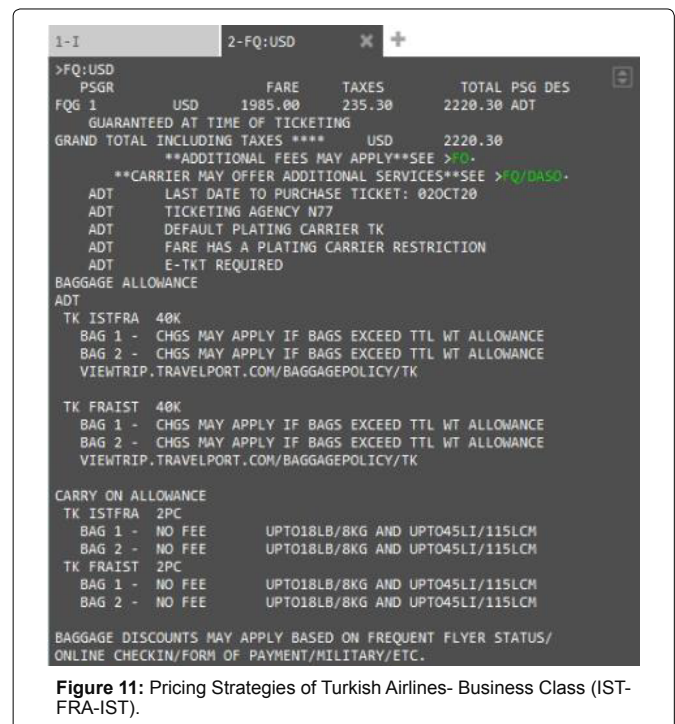 1-I 2-FQ:USD × +
>FQ:USD
PSGR FARE TAXES TOTAL PSG DES
FQG 1 USD 1985.00 235.30 2220.30 ADT
GUARANTEED AT TIME OF TICKETING
GRAND TOTAL INCLUDING TAXES **** USD 2220.30
**ADDITIONAL FEES MAY APPLY**SEE >FO·
**CARRIER MAY OFFER ADDITIONAL SERVICES**SEE >FQ/DASO·
ADT LAST DATE TO PURCHASE TICKET: 02OCT20
ADT TICKETING AGENCY N77
ADT DEFAULT PLATING CARRIER TK
ADT FARE HAS A PLATING CARRIER RESTRICTION
ADT E-TKT REQUIRED
BAGGAGE ALLOWANCE
ADT
TK ISTFRA 40K
BAG 1 - CHGS MAY APPLY IF BAGS EXCEED TTL WT ALLOWANCE
BAG 2 - CHGS MAY APPLY IF BAGS EXCEED TTL WT ALLOWANCE
VIEWTRIP.TRAVELPORT.COM/BAGGAGEPOLICY/TK
TK FRAIST 40K
BAG 1 - CHGS MAY APPLY IF BAGS EXCEED TTL WT ALLOWANCE
BAG 2 - CHGS MAY APPLY IF BAGS EXCEED TTL WT ALLOWANCE
VIEWTRIP.TRAVELPORT.COM/BAGGAGEPOLICY/TK
CARRY ON ALLOWANCE
TK ISTFRA 2PC
BAG 1 - NO FEE UPTO18LB/8KG AND UPTO45LI/115LCM
BAG 2 - NO FEE UPTO18LB/8KG AND UPTO45LI/115LCM
TK FRAIST 2PC
BAG 1 - NO FEE UPTO18LB/8KG AND UPTO45LI/115LCM
BAG 2 - NO FEE UPTO18LB/8KG AND UPTO45LI/115LCM
BAGGAGE DISCOUNTS MAY APPLY BASED ON FREQUENT FLYER STATUS/
ONLINE CHECKIN/FORM OF PAYMENT/MILITARY/ETC.
Figure 11: Pricing Strategies of Turkish Airlines- Business Class (IST-
FRA-IST).